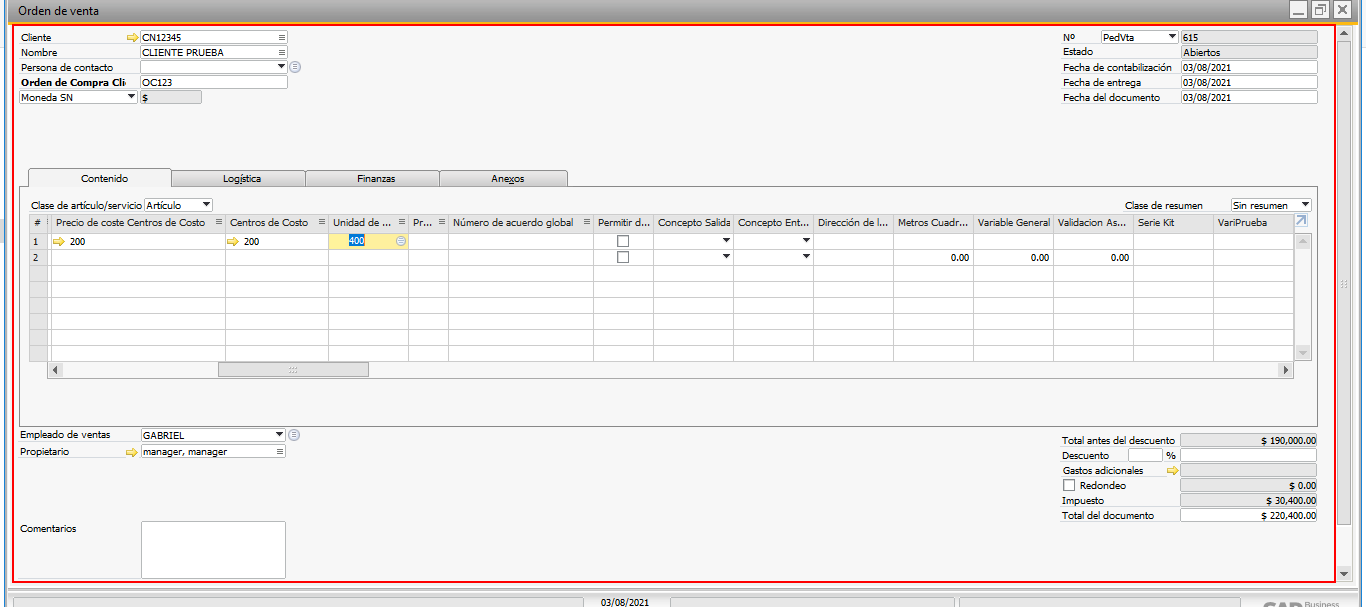 Orden de venta
Cliente CN12345 Nº PedVta 615
Nombre CLIENTE PRUEBA Estado Abiertos
Persona de contacto Fecha de contabilización 03/08/2021
Orden de Compra Cli OC123 Fecha de entrega 03/08/2021
Moneda SN $ Fecha del documento 03/08/2021
Contenido Logística Finanzas Anexos
Clase de artículo/servicio Artículo Clase de resumen Sin resumen
# Precio de coste Centros de Costo Centros de Costo Unidad de ... Pr... Número de acuerdo global Permitir d... Concepto Salida Concepto Ent... Dirección de l... Metros Cuadr... Variable General Validacion As... Serie Kit VariPrueba
1 200 200 400
2 0.00 0.00 0.00
Empleado de ventas GABRIEL Total antes del descuento $ 190,000.00
Propietario manager, manager Descuento %
Gastos adicionales
Redondeo $ 0.00
Impuesto $ 30,400.00
Total del documento $ 220,400.00
Comentarios
03/08/2021
SAP Business